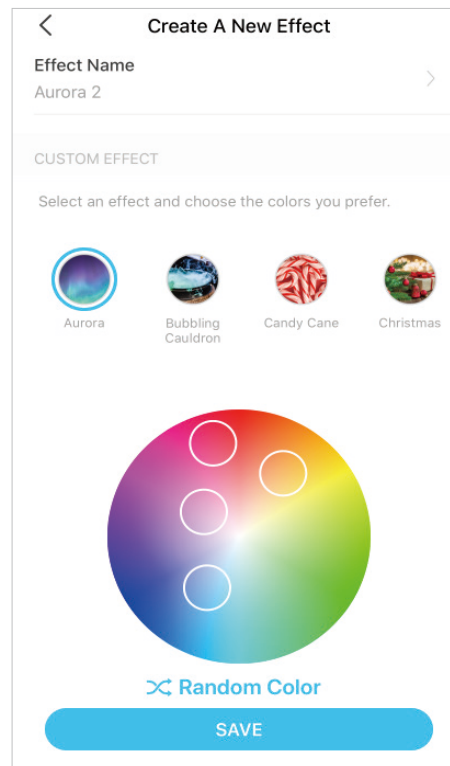 Create A New Effect
Effect Name
Aurora 2
CUSTOM EFFECT
Select an effect and choose the colors you prefer.
Aurora
Bubbling
Cauldron
Candy Cane
Christmas
Random Color
SAVE